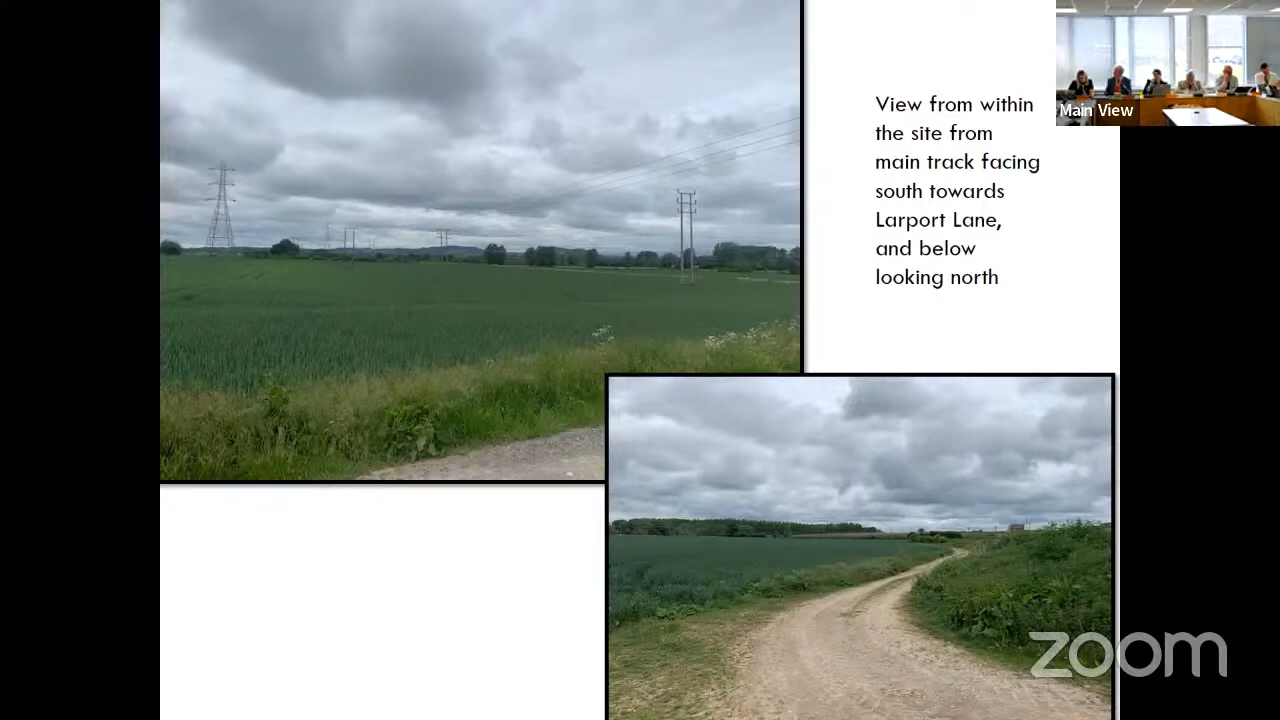 View from within
the site from
main track facing
south towards
Larport Lane,
and below
looking north
Main View
zoom